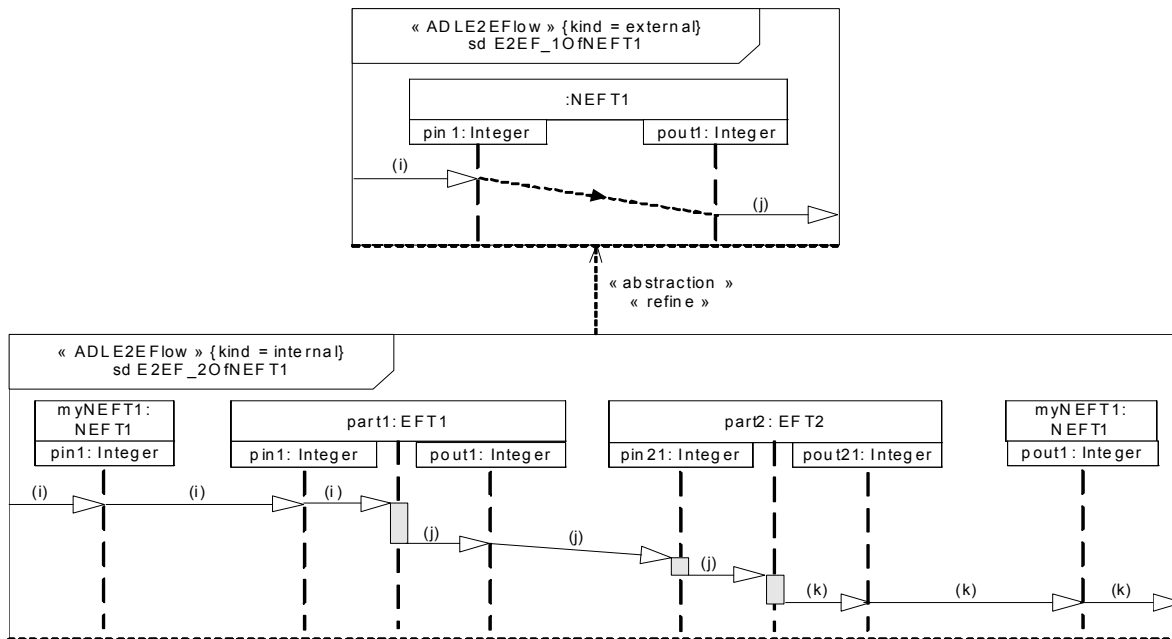 « ADLE2EFlow » {kind = external}
sd E2EF_1OfNEFT1
:NEFT1
pin1: Integer
pout1: Integer
(i)
(j)
« abstraction »
« refine »
« ADLE2EFlow » {kind = internal}
sd E2EF_2OfNEFT1
myNEFT1:
NEFT1
pin1: Integer
part1: EFT1
pin1: Integer
pout1: Integer
part2: EFT2
pin21: Integer
pout21: Integer
myNEFT1:
NEFT1
pout1: Integer
(i)
(i)
(i)
(j)
(j)
(j)
(k)
(k)
(k)